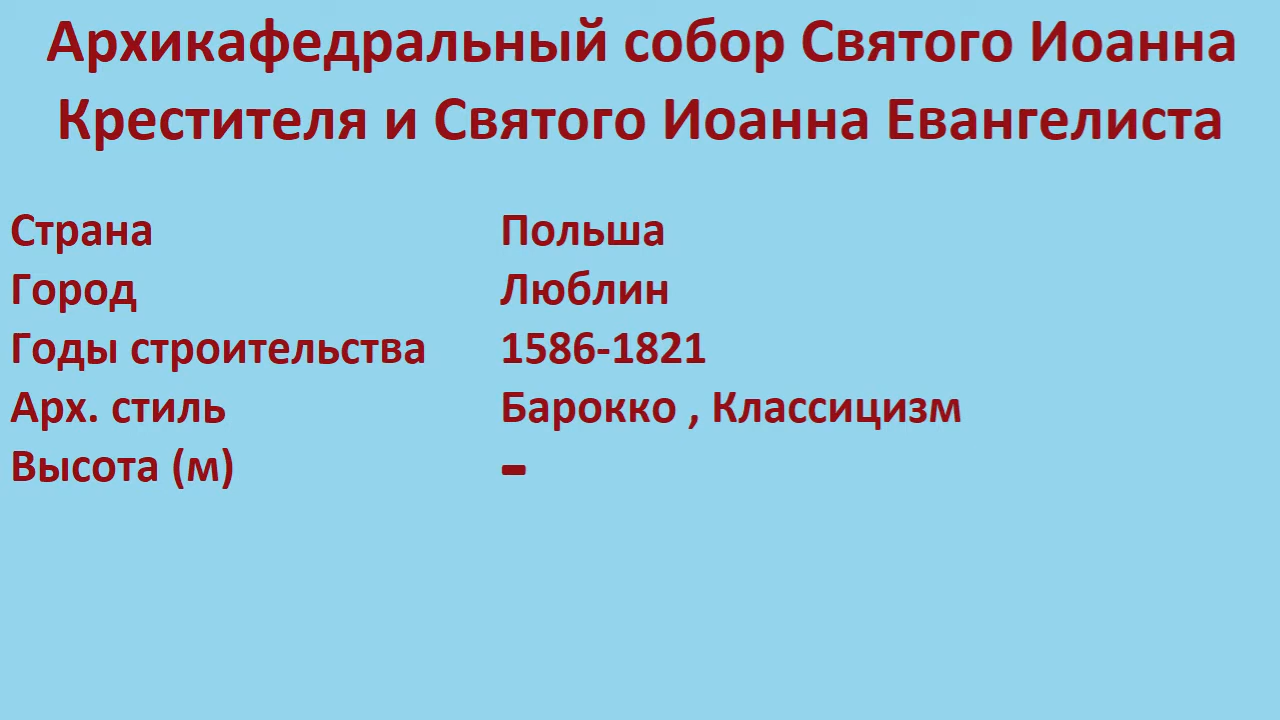 Архикафедральный собор Святого Иоанна
Крестителя и Святого Иоанна Евангелиста
Страна Польша
Город Люблин
Годы строительства 1586-1821
Арх. стиль Барокко , Классицизм
Высота (м) -